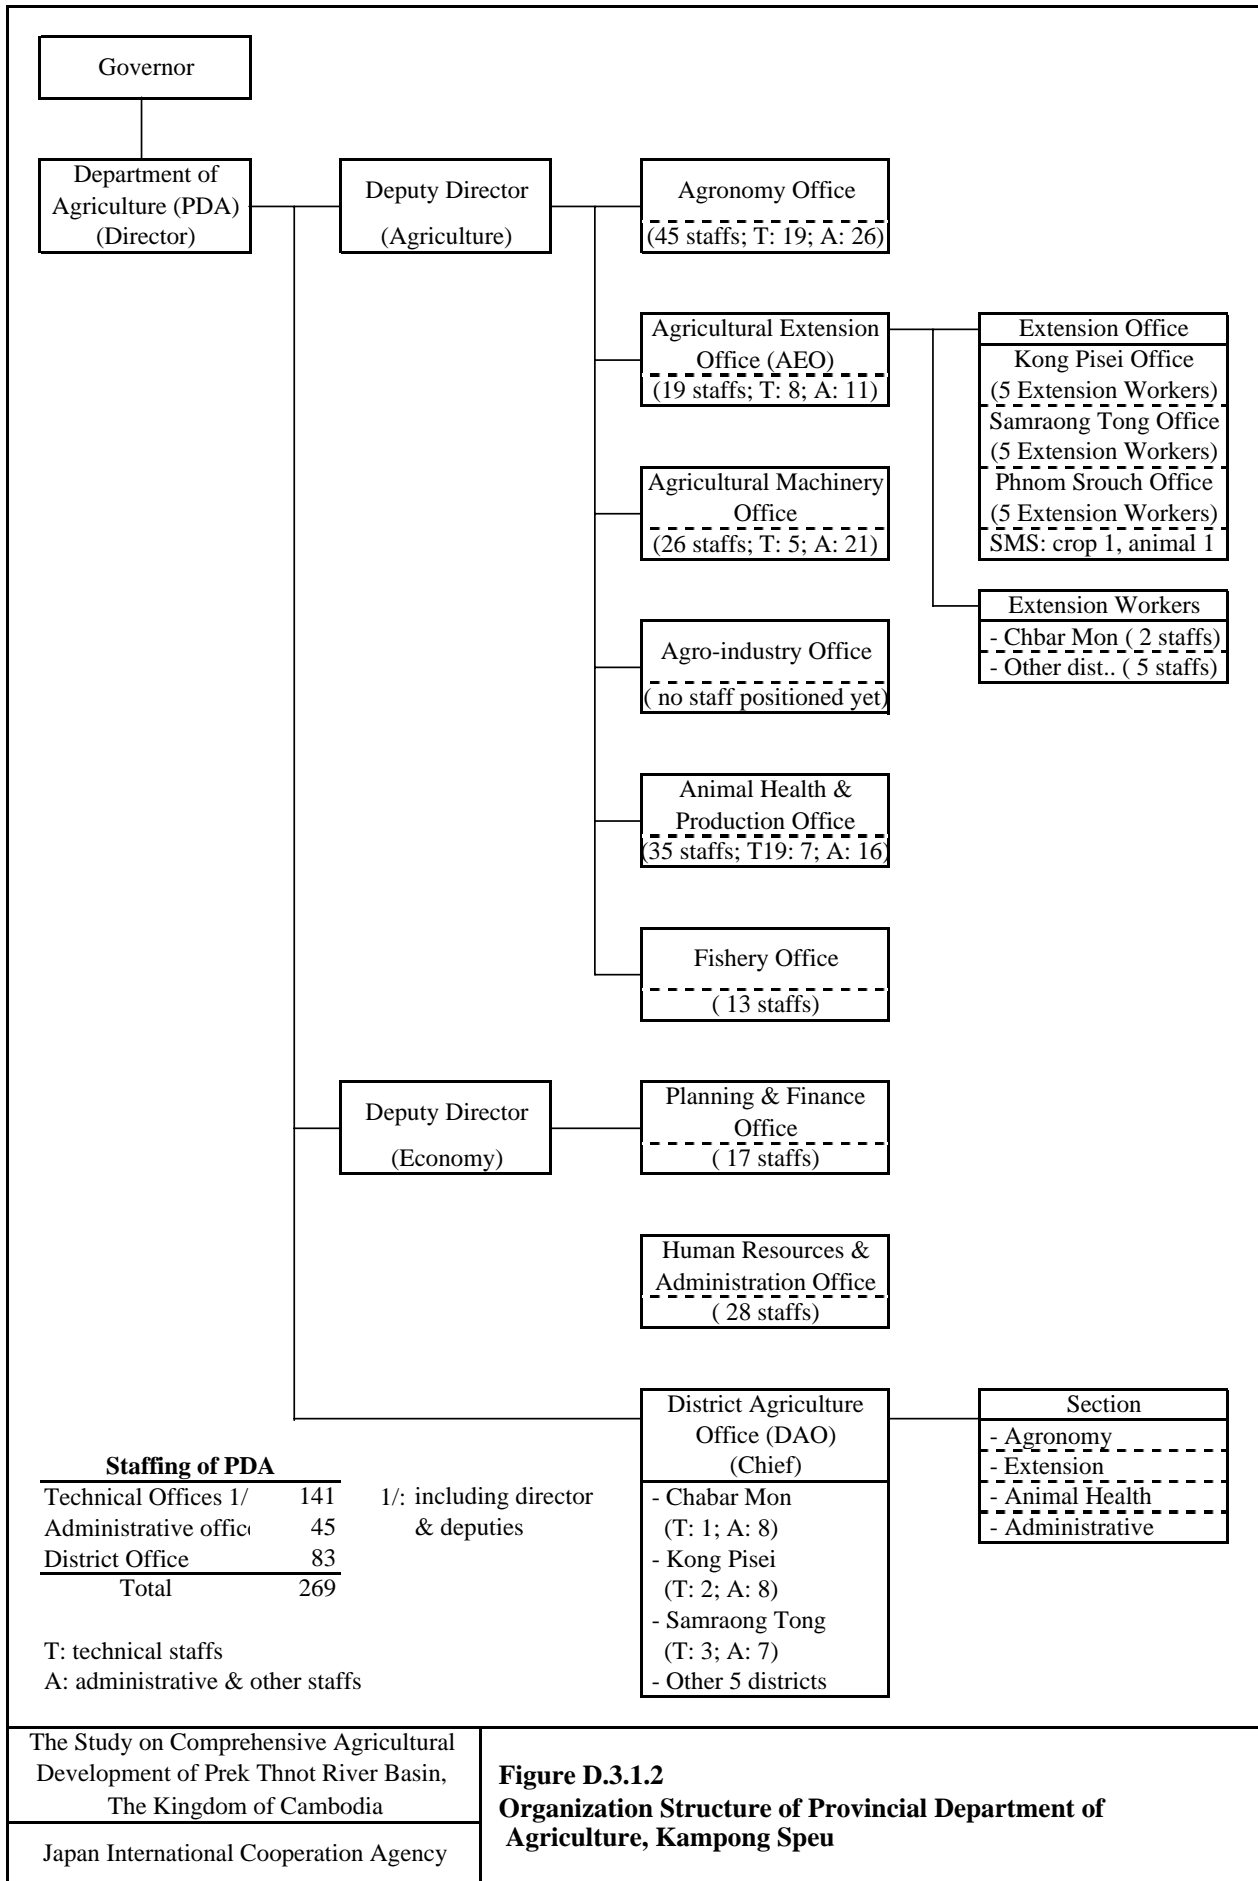 Governor
Department of
Agriculture (PDA)
(Director)
Deputy Director
(Agriculture)
Agronomy Office
(45 staffs; T: 19; A: 26)
Agricultural Extension
Office (AEO)
(19 staffs; T: 8; A: 11)
Extension Office
Kong Pisei Office
(5 Extension Workers)
Samraong Tong Office
(5 Extension Workers)
Phnom Srouch Office
(5 Extension Workers)
SMS: crop 1, animal 1
Agricultural Machinery
Office
(26 staffs; T: 5; A: 21)
Extension Workers
- Chbar Mon ( 2 staffs)
- Other dist.. ( 5 staffs)
Agro-industry Office
( no staff positioned yet)
Animal Health &
Production Office
(35 staffs; T19: 7; A: 16)
Fishery Office
( 13 staffs)
Deputy Director
(Economy)
Planning & Finance
Office
( 17 staffs)
Human Resources &
Administration Office
( 28 staffs)
District Agriculture
Office (DAO)
(Chief)
- Chabar Mon
(T: 1; A: 8)
- Kong Pisei
(T: 2; A: 8)
- Samraong Tong
(T: 3; A: 7)
- Other 5 districts
Section
- Agronomy
- Extension
- Animal Health
- Administrative
Staffing of PDA
Technical Offices 1/ 141
Administrative offic 45
District Office 83
Total 269
1/: including director
& deputies
T: technical staffs
A: administrative & other staffs
The Study on Comprehensive Agricultural
Development of Prek Thnot River Basin,
The Kingdom of Cambodia
Japan International Cooperation Agency
Figure D.3.1.2
Organization Structure of Provincial Department of
Agriculture, Kampong Speu